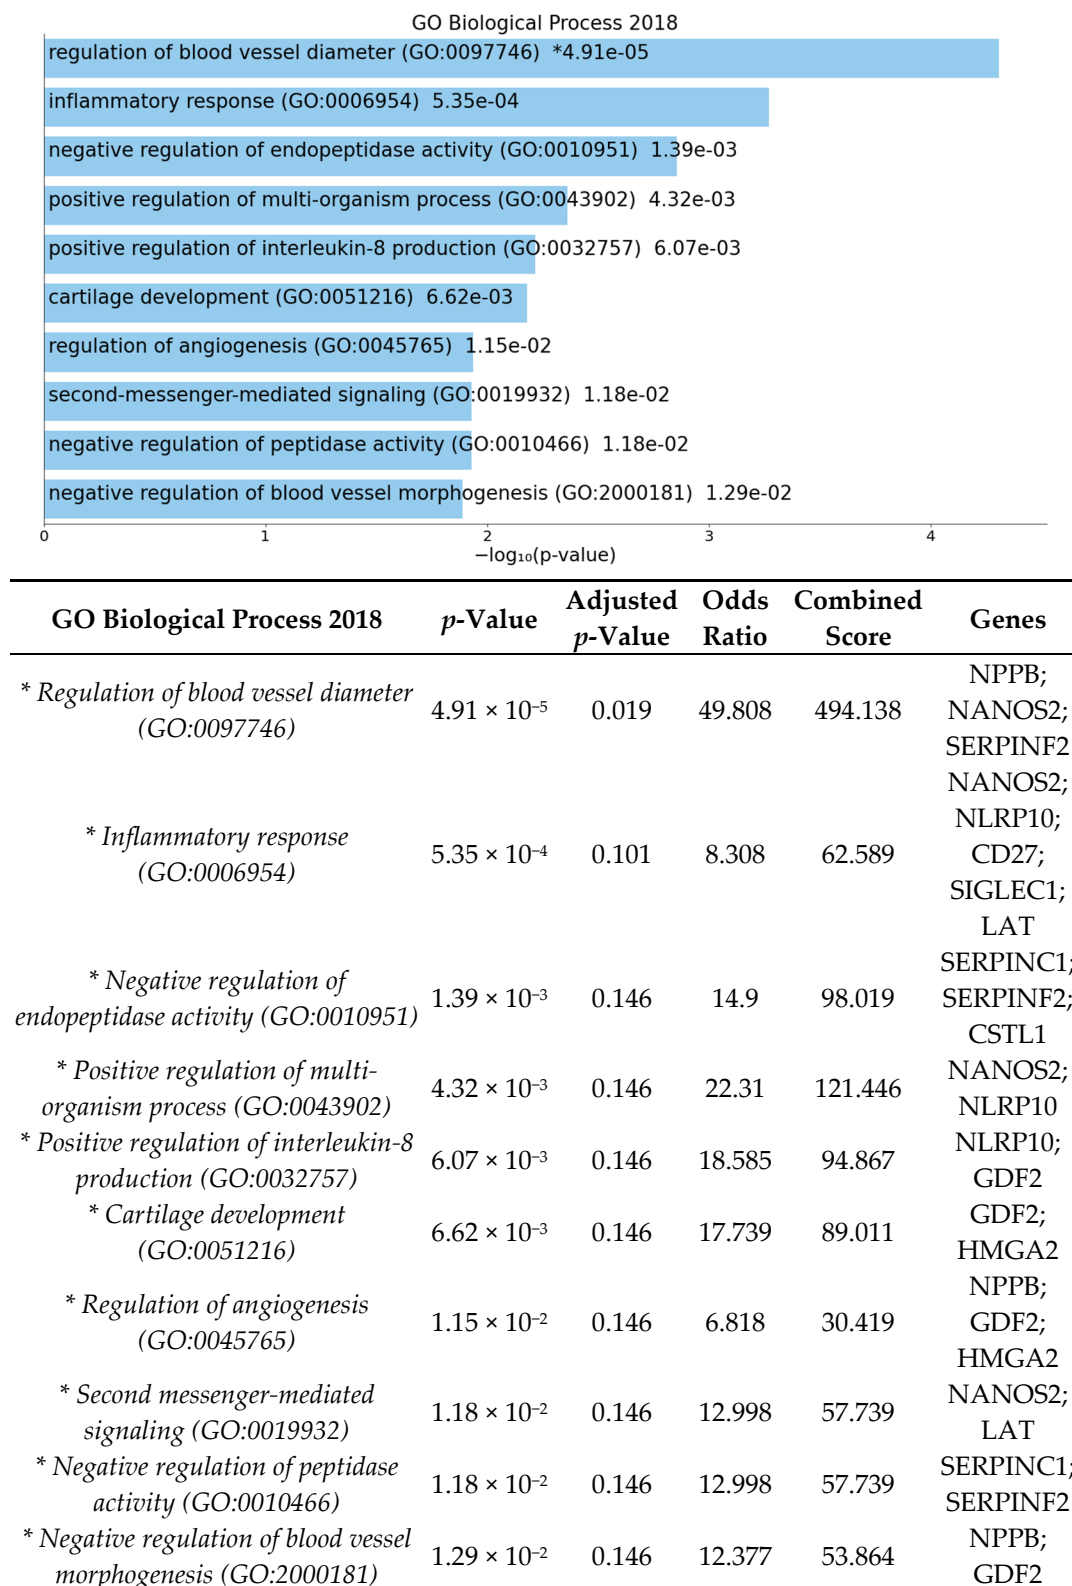 GO Biological Process 2018
regulation of blood vessel diameter (GO:0097746) *4.91e-05
inflammatory response (GO:0006954) 5.35e-04
negative regulation of endopeptidase activity (GO:0010951) 1.39e-03
positive regulation of multi-organism process (GO:0043902) 4.32e-03
positive regulation of interleukin-8 production (GO:0032757) 6.07e-03
cartilage development (GO:0051216) 6.62e-03
regulation of angiogenesis (GO:0045765) 1.15e-02
second-messenger-mediated signaling (GO:0019932) 1.18e-02
negative regulation of peptidase activity (GO:0010466) 1.18e-02
negative regulation of blood vessel morphogenesis (GO:2000181) 1.29e-02
0 1 2 3 4
−log₁₀(p-value)
GO Biological Process 2018 p-Value Adjusted p-Value Odds Ratio Combined Score Genes
* Regulation of blood vessel diameter
(GO:0097746)
4.91 × 10⁻⁵ 0.019 49.808 494.138
NPPB;
NANOS2;
SERPINF2
* Inflammatory response
(GO:0006954)
5.35 × 10⁻⁴ 0.101 8.308 62.589
NANOS2;
NLRP10;
CD27;
SIGLEC1;
LAT
* Negative regulation of
endopeptidase activity (GO:0010951)
1.39 × 10⁻³ 0.146 14.9 98.019
SERPINC1;
SERPINF2;
CSTL1
* Positive regulation of multi-
organism process (GO:0043902)
4.32 × 10⁻³ 0.146 22.31 121.446
NANOS2;
NLRP10
* Positive regulation of interleukin-8
production (GO:0032757)
6.07 × 10⁻³ 0.146 18.585 94.867
NLRP10;
GDF2
* Cartilage development
(GO:0051216)
6.62 × 10⁻³ 0.146 17.739 89.011
GDF2;
HMGA2
* Regulation of angiogenesis
(GO:0045765)
1.15 × 10⁻² 0.146 6.818 30.419
NPPB;
GDF2;
HMGA2
* Second messenger-mediated
signaling (GO:0019932)
1.18 × 10⁻² 0.146 12.998 57.739
NANOS2;
LAT
* Negative regulation of peptidase
activity (GO:0010466)
1.18 × 10⁻² 0.146 12.998 57.739
SERPINC1;
SERPINF2
* Negative regulation of blood vessel
morphogenesis (GO:2000181)
1.29 × 10⁻² 0.146 12.377 53.864
NPPB;
GDF2